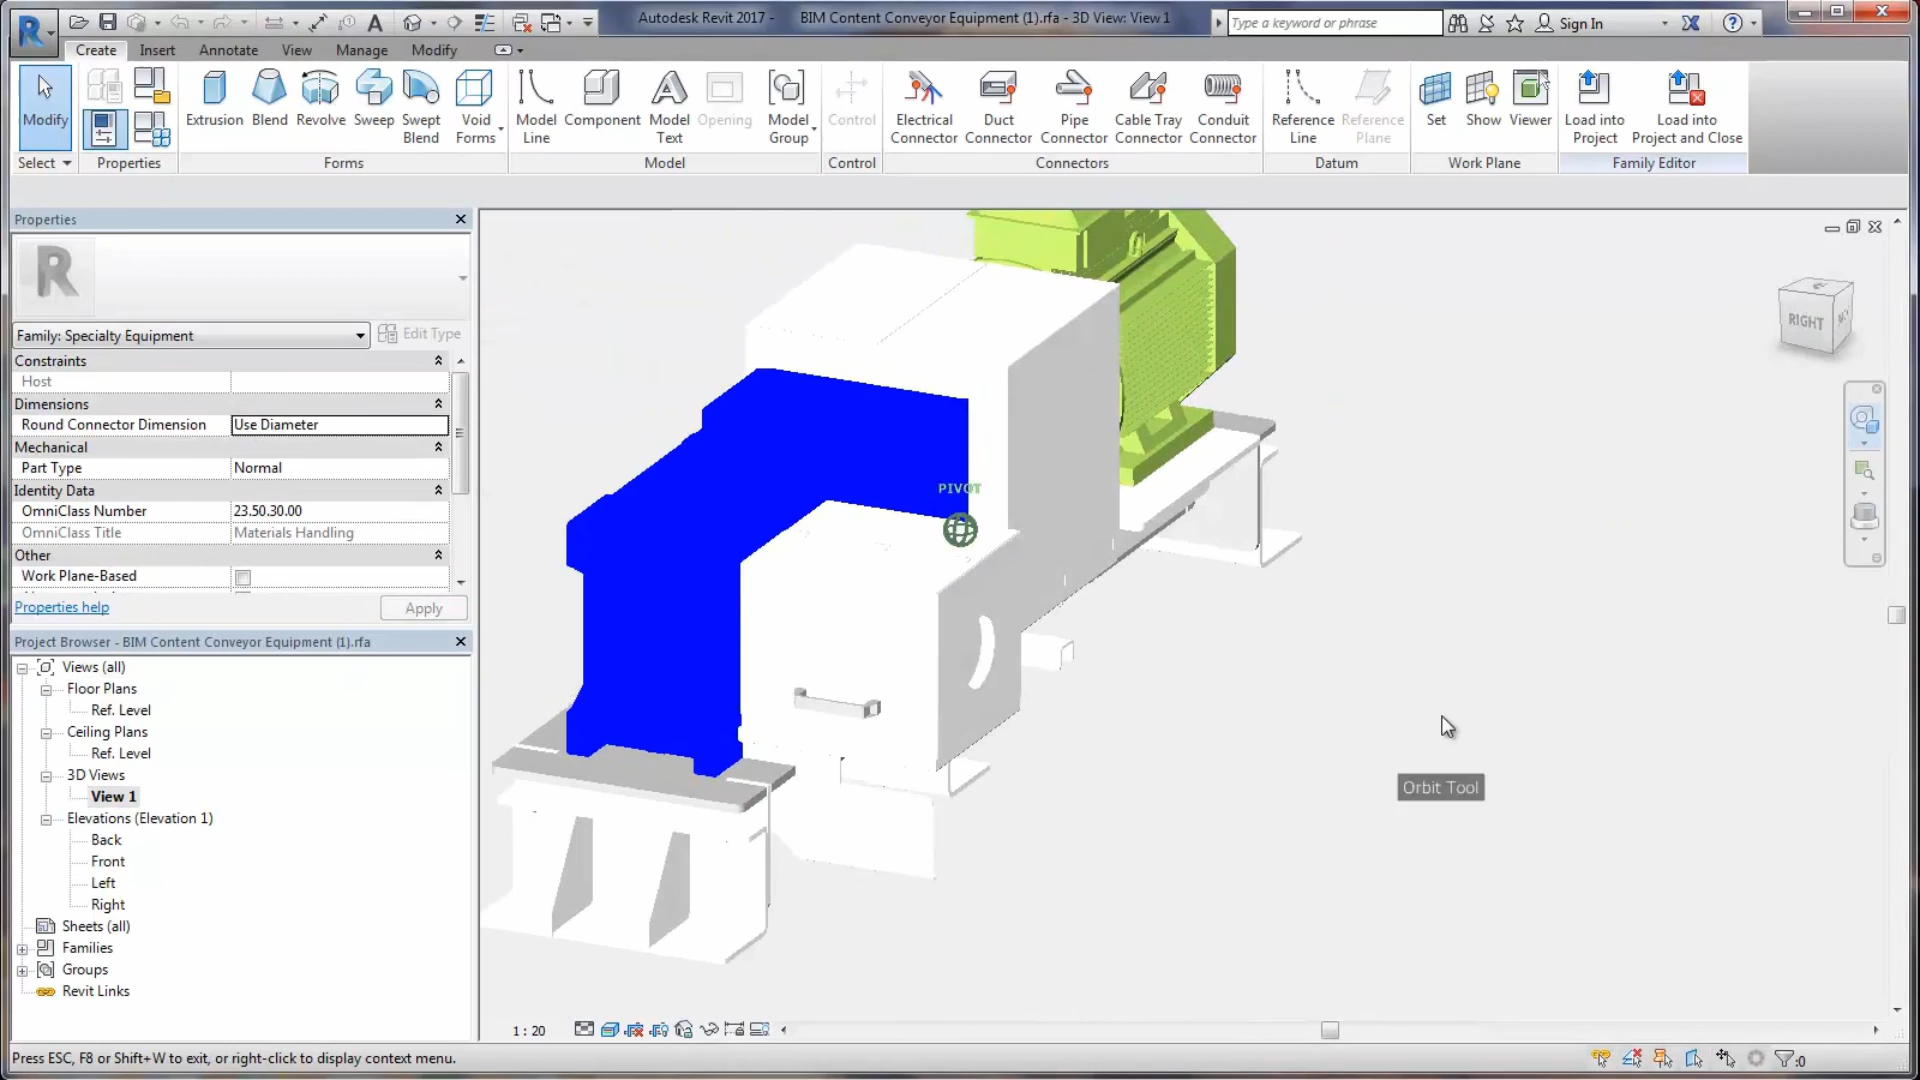 Autodesk Revit 2017 - BIM Content Conveyor Equipment (1).rfa - 3D View: View 1
Type a keyword or phrase
Sign In
Create Insert Annotate View Manage Modify
Modify
Extrusion
Blend
Revolve
Sweep
Swept Blend
Void Forms
Model Line
Component
Model Text
Opening
Model Group
Control
Electrical Connector
Duct Connector
Pipe Connector
Cable Tray Connector
Conduit Connector
Reference Line
Reference Plane
Set
Show
Viewer
Load into Project
Load into Project and Close
Select
Properties
Forms
Model
Control
Connectors
Datum
Work Plane
Family Editor
Properties
Family: Specialty Equipment
Edit Type
Constraints
Host
Dimensions
Round Connector Dimension Use Diameter
Mechanical
Part Type Normal
Identity Data
OmniClass Number 23.50.30.00
OmniClass Title Materials Handling
Other
Work Plane-Based
Properties help
Apply
Project Browser - BIM Content Conveyor Equipment (1).rfa
Views (all)
Floor Plans
Ref. Level
Ceiling Plans
Ref. Level
3D Views
View 1
Elevations (Elevation 1)
Back
Front
Left
Right
Sheets (all)
Families
Groups
Revit Links
PIVOT
RIGHT
Orbit Tool
1 : 20
Press ESC, F8 or Shift+W to exit, or right-click to display context menu.
:0